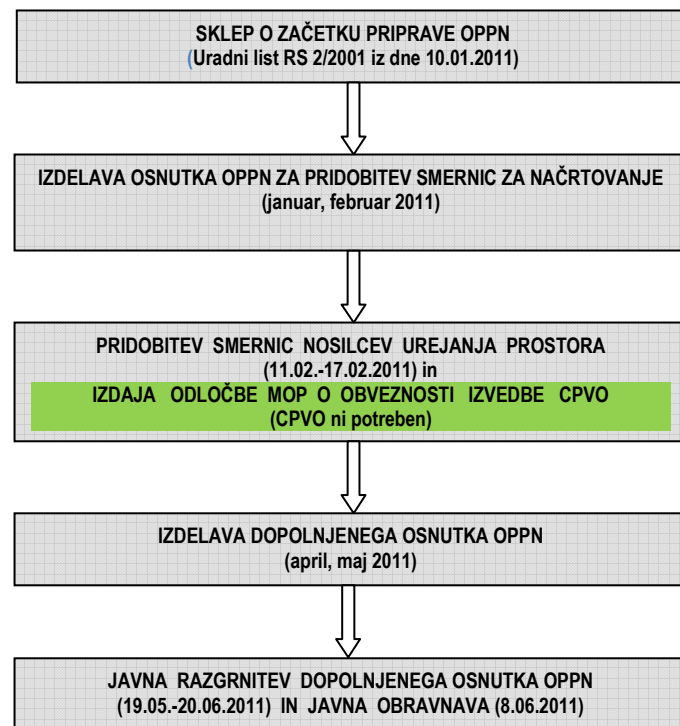 SKLEP O ZAČETKU PRIPRAVE OPPN
(Uradni list RS 2/2001 iz dne 10.01.2011)
IZDELAVA OSNUTKA OPPN ZA PRIDOBITEV SMERNIC ZA NAČRTOVANJE
(januar, februar 2011)
PRIDOBITEV SMERNIC NOSILCEV UREJANJA PROSTORA
(11.02.-17.02.2011) in
IZDAJA ODLOČBE MOP O OBVEZNOSTI IZVEDBE CPVO
(CPVO ni potreben)
IZDELAVA DOPOLNJENEGA OSNUTKA OPPN
(april, maj 2011)
JAVNA RAZGRNITEV DOPOLNJENEGA OSNUTKA OPPN
(19.05.-20.06.2011) IN JAVNA OBRAVNAVA (8.06.2011)